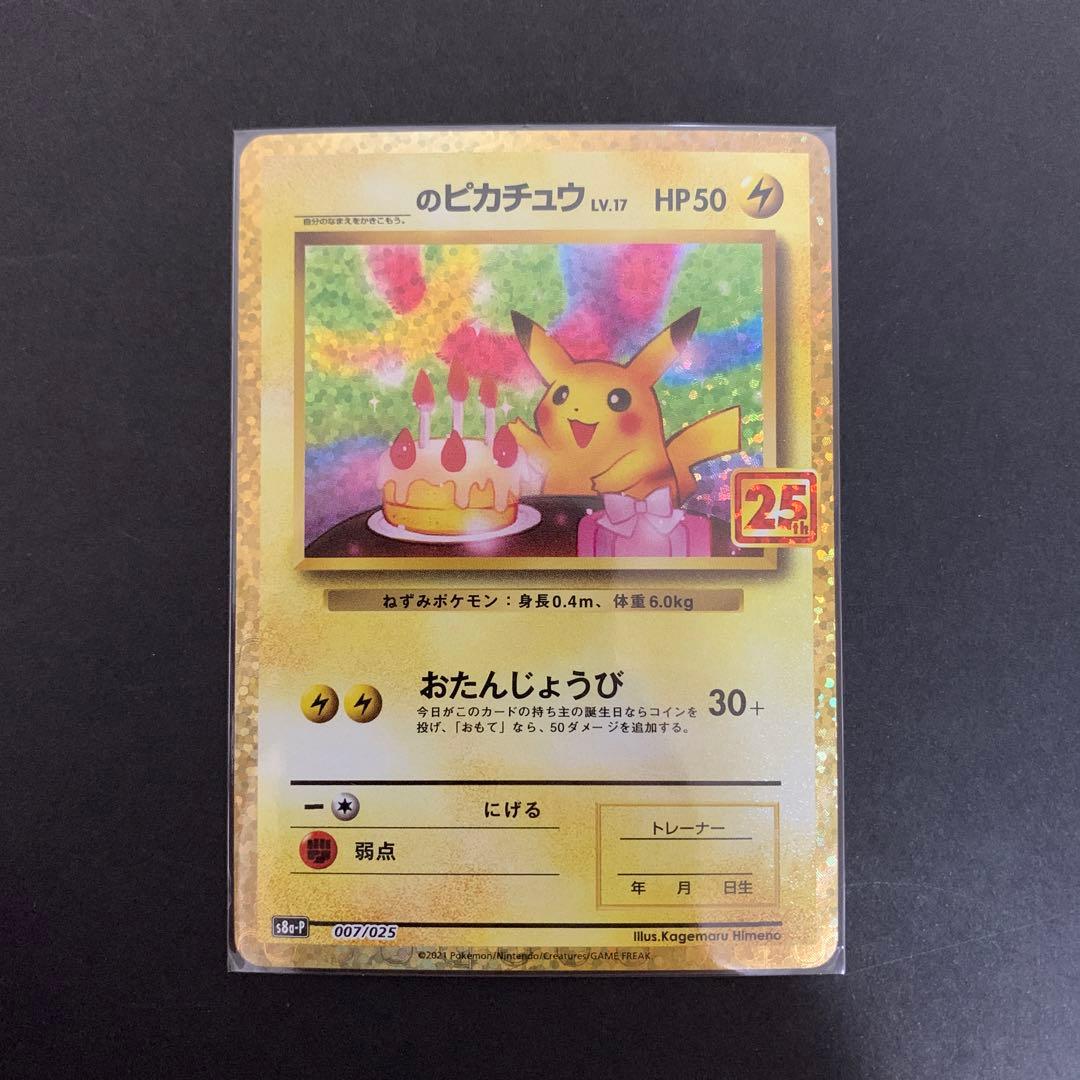 のピカチュウ LV.17 HP50
自分のなまえをかきこもう。
25th
ねずみポケモン：身長0.4m、体重6.0kg
おたんじょうび 30+
今日がこのカードの持ち主の誕生日ならコインを
投げ、「おもて」なら、50ダメージを追加する。
ー にげる
弱点
トレーナー
年 月 日生
s8a-P 007/025
Illus.Kagemaru Himeno
©2021 Pokémon/Nintendo/Creatures/GAME FREAK.